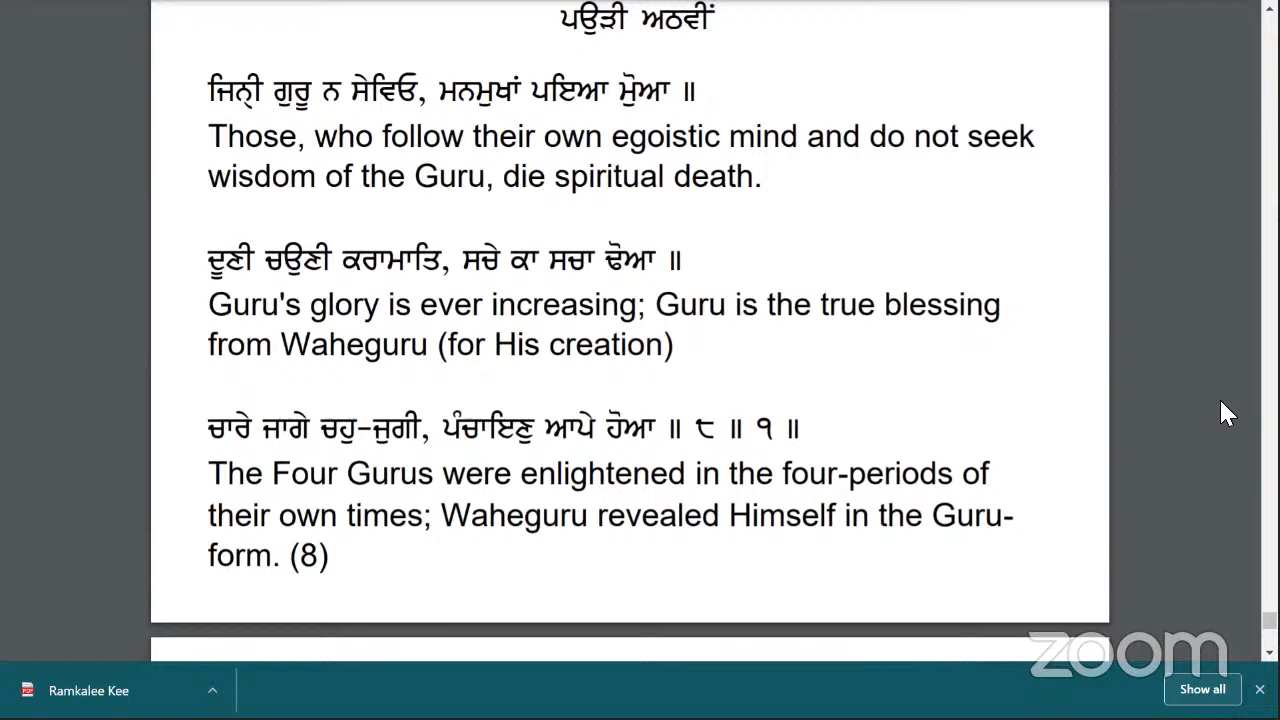 ਪਉੜੀ ਅਠਵੀਂ
ਜਿਨੑੀ ਗੁਰੂ ਨ ਸੇਵਿਓ, ਮਨਮੁਖਾਂ ਪਇਆ ਮੋੁਆ ॥
Those, who follow their own egoistic mind and do not seek
wisdom of the Guru, die spiritual death.
ਦੂਣੀ ਚਉਣੀ ਕਰਾਮਾਤਿ, ਸਚੇ ਕਾ ਸਚਾ ਢੋਆ ॥
Guru's glory is ever increasing; Guru is the true blessing
from Waheguru (for His creation)
ਚਾਰੇ ਜਾਗੇ ਚਹੁ-ਜੁਗੀ, ਪੰਚਾਇਣੁ ਆਪੇ ਹੋਆ ॥ ੮ ॥ ੧ ॥
The Four Gurus were enlightened in the four-periods of
their own times; Waheguru revealed Himself in the Guru-
form. (8)
zoom
Ramkalee Kee
Show all